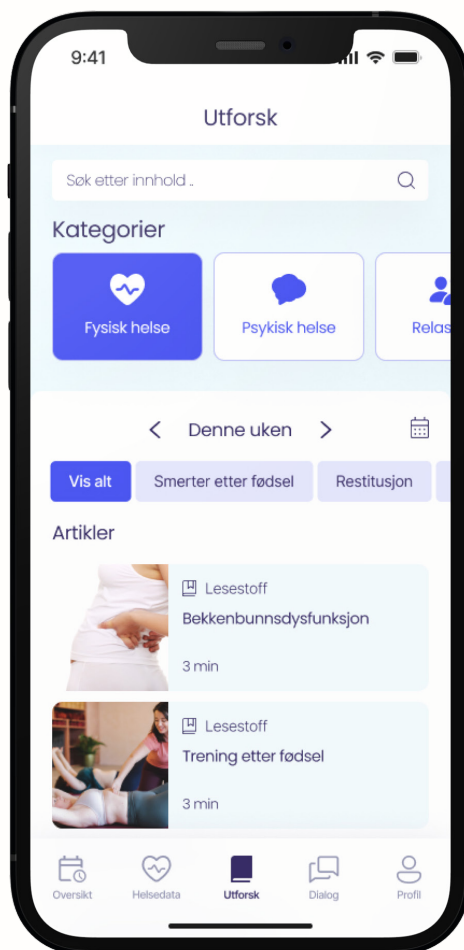 9:41
Utforsk
Søk etter innhold ..
Kategorier
Fysisk helse
Psykisk helse
Relas
Denne uken
Vis alt
Smerter etter fødsel
Restitusjon
Artikler
Lesestoff
Bekkenbunnsdysfunksjon
3 min
Lesestoff
Trening etter fødsel
3 min
Oversikt
Helsedata
Utforsk
Dialog
Profil